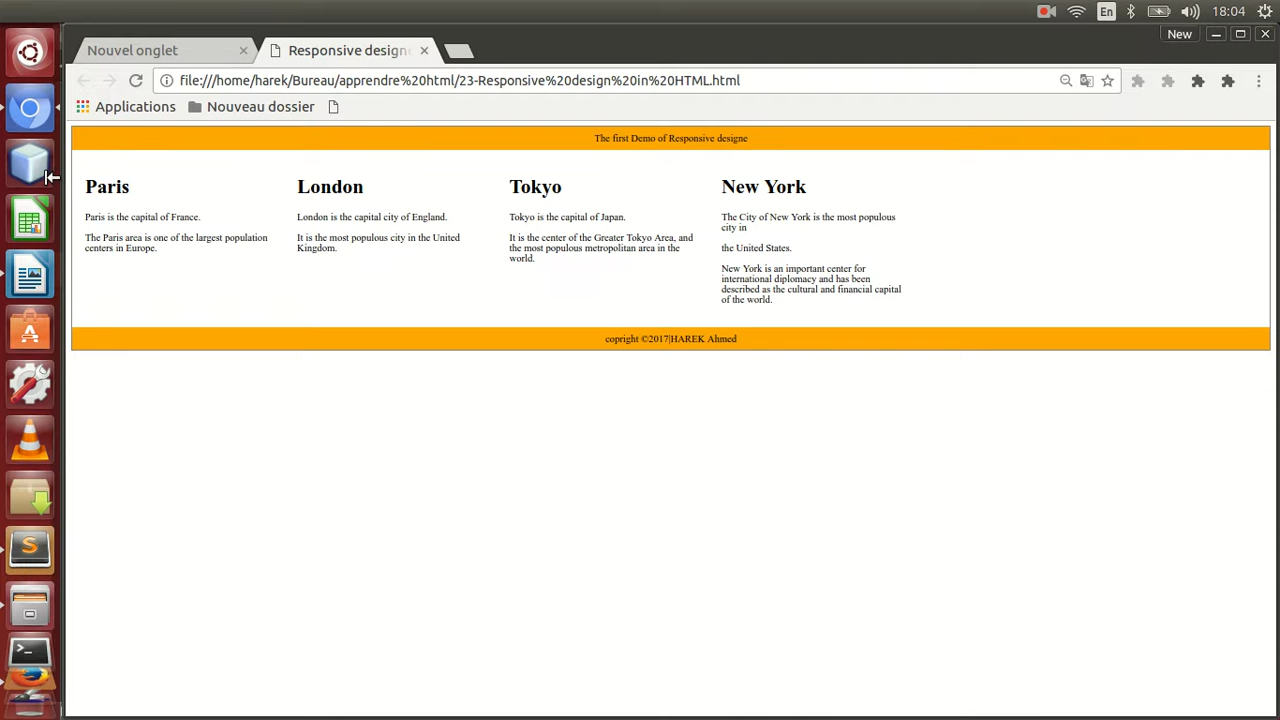 En
18:04
New
Nouvel onglet
Responsive designe
file:///home/harek/Bureau/apprendre%20html/23-Responsive%20design%20in%20HTML.html
Applications
Nouveau dossier
The first Demo of Responsive designe
Paris
Paris is the capital of France.
The Paris area is one of the largest population
centers in Europe.
London
London is the capital city of England.
It is the most populous city in the United
Kingdom.
Tokyo
Tokyo is the capital of Japan.
It is the center of the Greater Tokyo Area, and
the most populous metropolitan area in the
world.
New York
The City of New York is the most populous
city in
the United States.
New York is an important center for
international diplomacy and has been
described as the cultural and financial capital
of the world.
copright ©2017|HAREK Ahmed